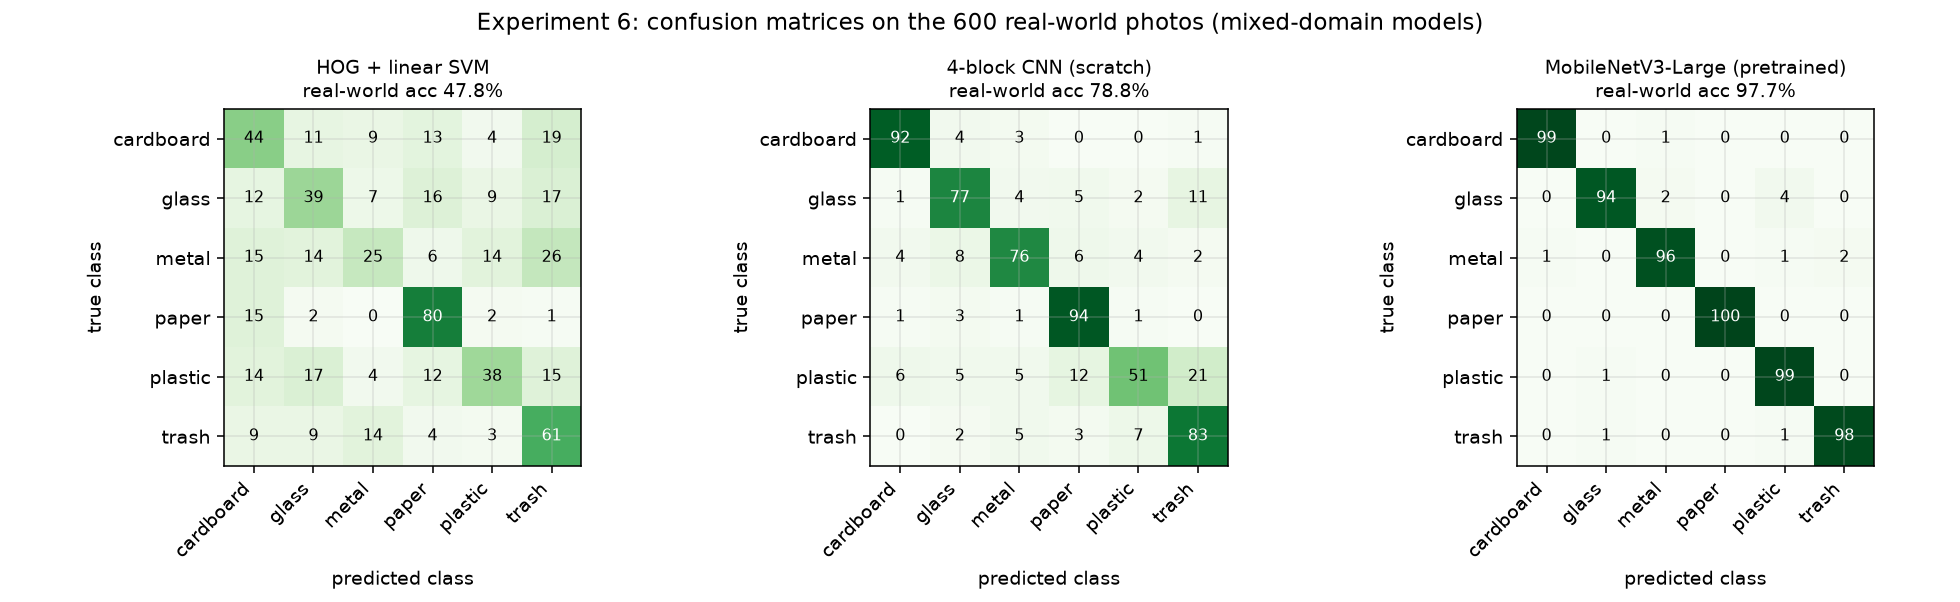 Experiment 6: confusion matrices on the 600 real-world photos (mixed-domain models)
HOG + linear SVM
real-world acc 47.8%
true class
cardboard 44 11 9 13 4 19
glass 12 39 7 16 9 17
metal 15 14 25 6 14 26
paper 15 2 0 80 2 1
plastic 14 17 4 12 38 15
trash 9 9 14 4 3 61
cardboard glass metal paper plastic trash
predicted class
4-block CNN (scratch)
real-world acc 78.8%
true class
cardboard 92 4 3 0 0 1
glass 1 77 4 5 2 11
metal 4 8 76 6 4 2
paper 1 3 1 94 1 0
plastic 6 5 5 12 51 21
trash 0 2 5 3 7 83
cardboard glass metal paper plastic trash
predicted class
MobileNetV3-Large (pretrained)
real-world acc 97.7%
true class
cardboard 99 0 1 0 0 0
glass 0 94 2 0 4 0
metal 1 0 96 0 1 2
paper 0 0 0 100 0 0
plastic 0 1 0 0 99 0
trash 0 1 0 0 1 98
cardboard glass metal paper plastic trash
predicted class